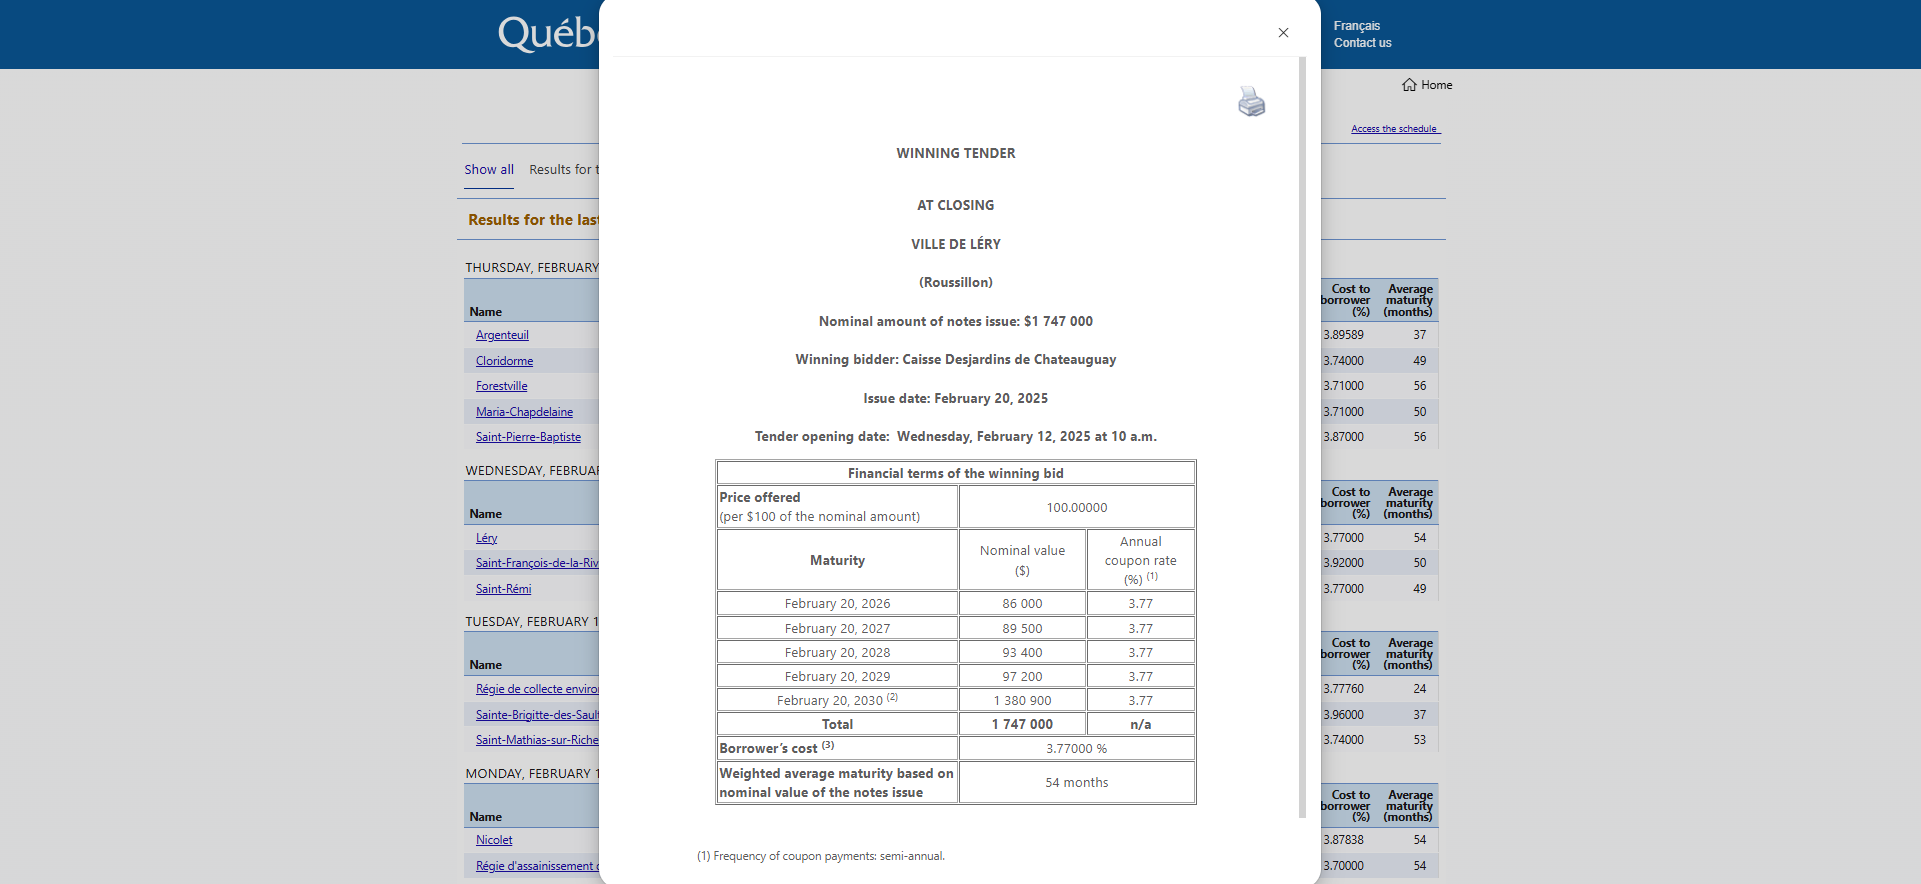 Québ
Français
Contact us
Home
Access the schedule
Show all Results for t
Results for the last
THURSDAY, FEBRUARY
Name Cost to borrower (%) Average maturity (months)
Argenteuil 3.89589 37
Cloridorme 3.74000 49
Forestville 3.71000 56
Maria-Chapdelaine 3.71000 50
Saint-Pierre-Baptiste 3.87000 56
WEDNESDAY, FEBRUAR
Name Cost to borrower (%) Average maturity (months)
Léry 3.77000 54
Saint-François-de-la-Riv 3.92000 50
Saint-Rémi 3.77000 49
TUESDAY, FEBRUARY 1
Name Cost to borrower (%) Average maturity (months)
Régie de collecte enviro 3.77760 24
Sainte-Brigitte-des-Sault 3.96000 37
Saint-Mathias-sur-Riche 3.74000 53
MONDAY, FEBRUARY 1
Name Cost to borrower (%) Average maturity (months)
Nicolet 3.87838 54
Régie d'assainissement 3.70000 54
WINNING TENDER
AT CLOSING
VILLE DE LÉRY
(Roussillon)
Nominal amount of notes issue: $1 747 000
Winning bidder: Caisse Desjardins de Chateauguay
Issue date: February 20, 2025
Tender opening date: Wednesday, February 12, 2025 at 10 a.m.
Financial terms of the winning bid
Price offered
(per $100 of the nominal amount) 100.00000
Maturity Nominal value ($) Annual coupon rate (%) (1)
February 20, 2026 86 000 3.77
February 20, 2027 89 500 3.77
February 20, 2028 93 400 3.77
February 20, 2029 97 200 3.77
February 20, 2030 (2) 1 380 900 3.77
Total 1 747 000 n/a
Borrower’s cost (3) 3.77000 %
Weighted average maturity based on
nominal value of the notes issue 54 months
(1) Frequency of coupon payments: semi-annual.